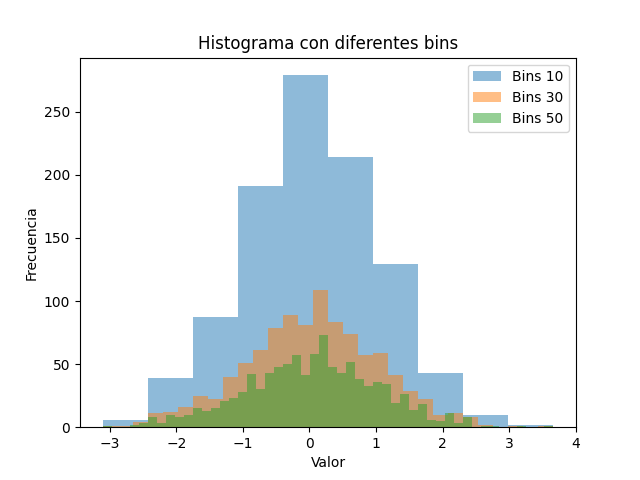 Histograma con diferentes bins
Bins 10
Bins 30
Bins 50
Frecuencia
250
200
150
100
50
0
−3
−2
−1
0
1
2
3
4
Valor